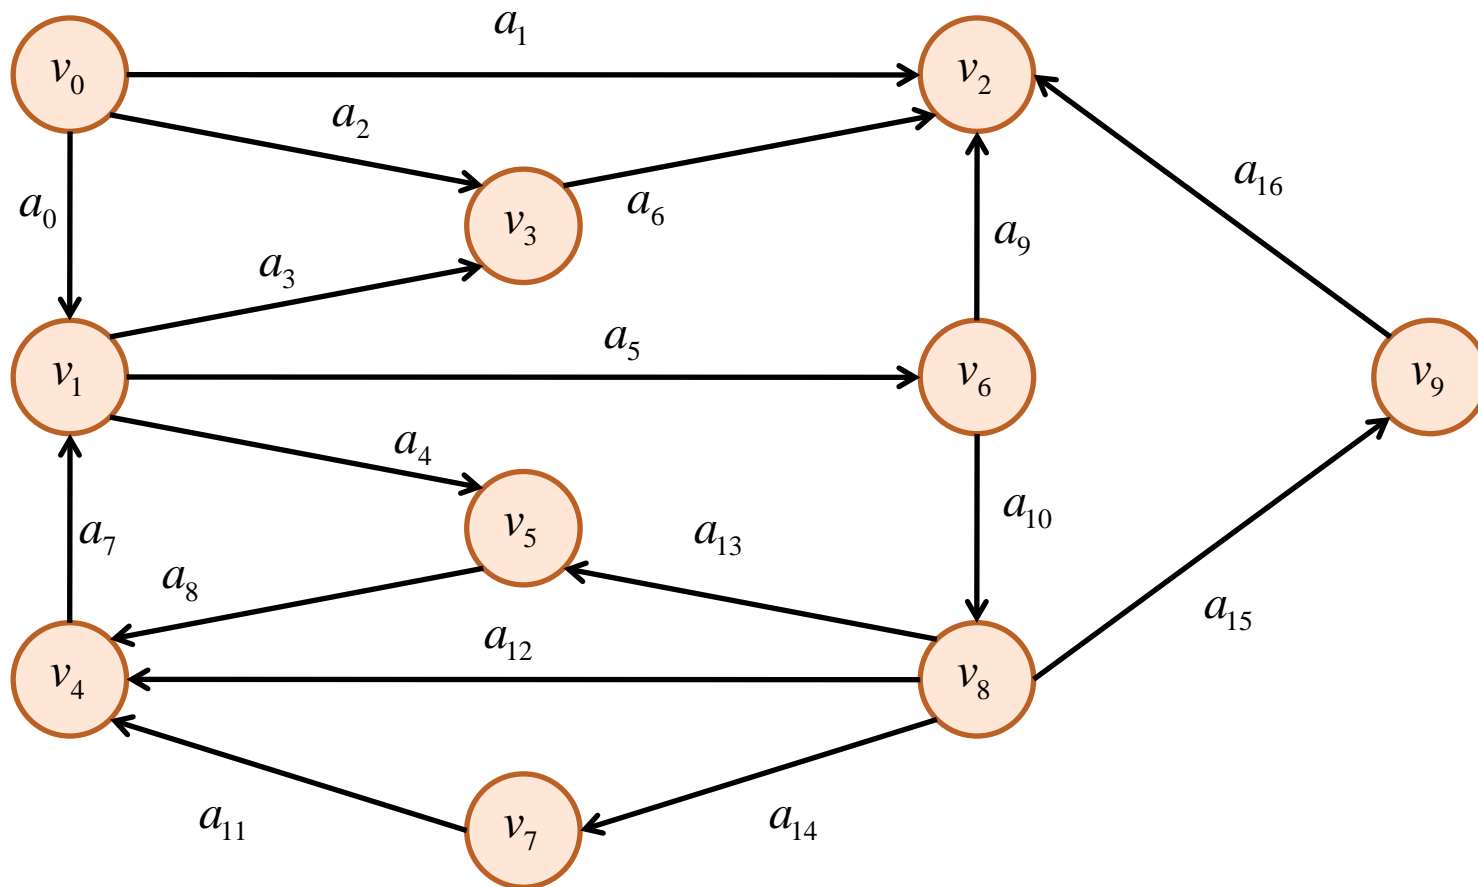 a₁
v₀
v₂
a₂
a₁₆
a₀
v₃
a₆
a₉
a₃
a₅
v₁
v₆
v₉
a₄
a₁₀
a₇
v₅
a₁₃
a₈
a₁₅
a₁₂
v₄
v₈
a₁₁
v₇
a₁₄